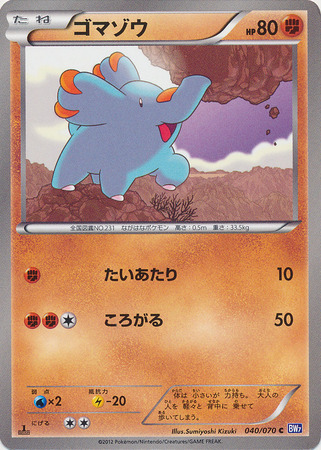 たね
ゴマゾウ
HP80
全国図鑑NO.231 ながはなポケモン 高さ:0.5m 重さ:33.5kg
たいあたり 10
ころがる 50
弱点 抵抗力
×2 -20
体は 小さいが 力持ち。大人の
人を 軽々と 背中に 乗せて
歩いてしまう。
にげる
Illus.Sumiyoshi Kizuki 040/070 C BW7
©2012 Pokémon/Nintendo/Creatures/GAME FREAK.